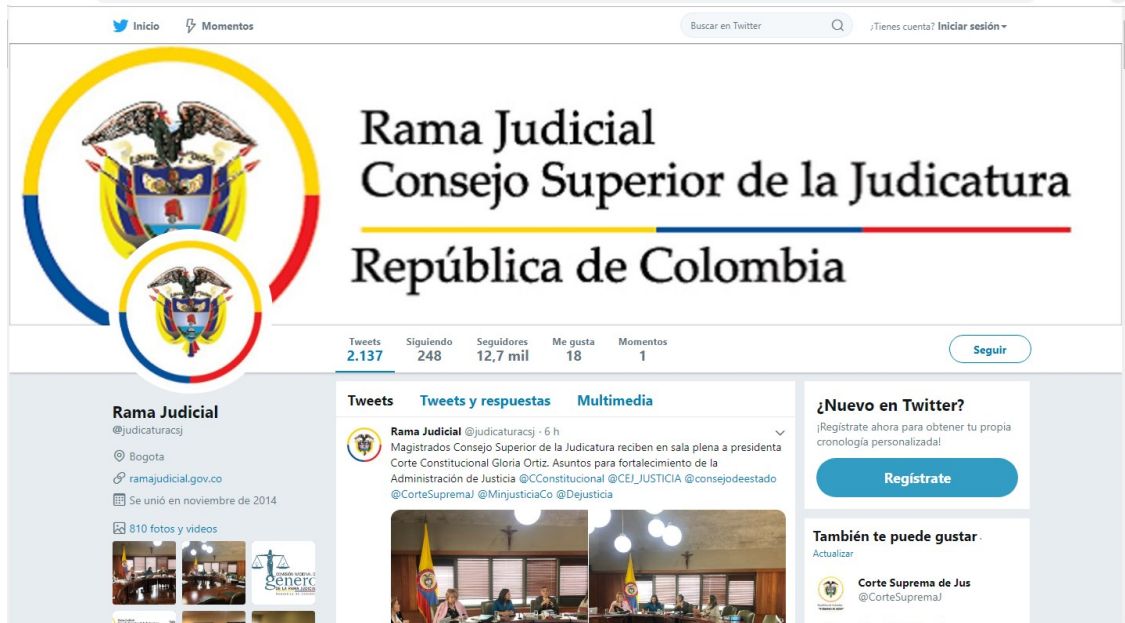 Inicio
Momentos
Buscar en Twitter
¿Tienes cuenta? Iniciar sesión
Rama Judicial
Consejo Superior de la Judicatura
República de Colombia
Tweets
2.137
Siguiendo
248
Seguidores
12,7 mil
Me gusta
18
Momentos
1
Seguir
Rama Judicial
@judicaturacsj
Bogota
ramajudicial.gov.co
Se unió en noviembre de 2014
810 fotos y videos
género
Tweets
Tweets y respuestas
Multimedia
Rama Judicial @judicaturacsj · 6 h
Magistrados Consejo Superior de la Judicatura reciben en sala plena a presidenta
Corte Constitucional Gloria Ortiz. Asuntos para fortalecimiento de la
Administración de Justicia @CConstitucional @CEJ_JUSTICIA @consejodeestado
@CorteSupremaJ @MinjusticiaCo @Dejusticia
¿Nuevo en Twitter?
¡Regístrate ahora para obtener tu propia
cronología personalizada!
Regístrate
También te puede gustar ·
Actualizar
Corte Suprema de Jus
@CorteSupremaJ